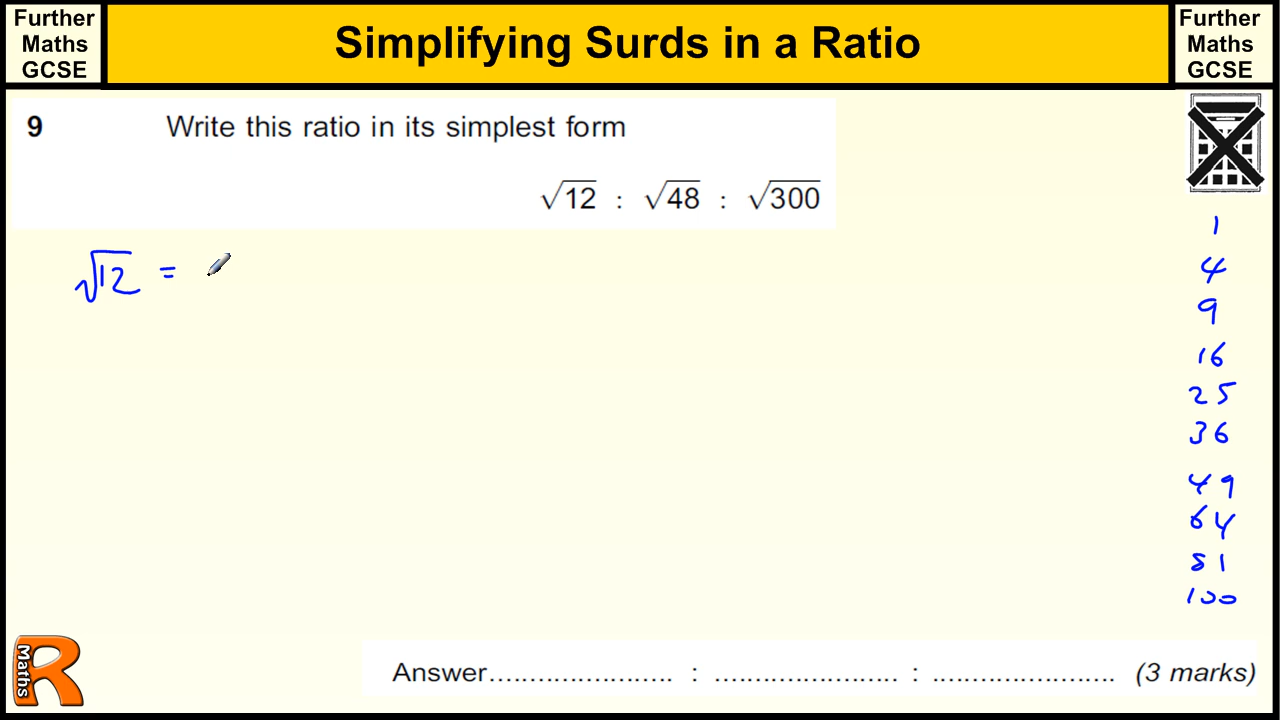 Further
Maths
GCSE
Simplifying Surds in a Ratio
Further
Maths
GCSE
9 Write this ratio in its simplest form
√12 : √48 : √300
√12 =
1
4
9
16
25
36
49
64
81
100
R Maths
Answer...................... : ...................... : ...................... (3 marks)